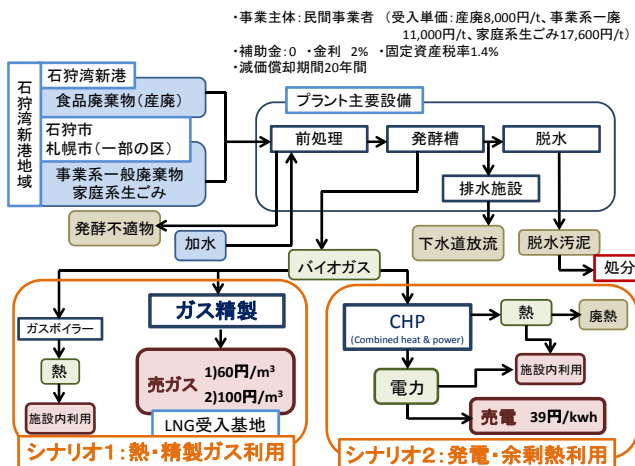 ・事業主体：民間事業者 （受入単価：産廃8,000円/t、事業系一廃
11,000円/t、家庭系生ごみ17,600円/t）
・補助金：0 ・金利 2% ・固定資産税率1.4%
・減価償却期間20年間
石狩湾新港地域
石狩湾新港
食品廃棄物（産廃）
石狩市
札幌市（一部の区）
事業系一般廃棄物
家庭系生ごみ
プラント主要設備
前処理
発酵槽
脱水
排水施設
発酵不適物
加水
下水道放流
脱水汚泥
処分
バイオガス
ガスボイラー
熱
施設内利用
ガス精製
売ガス
1)60円/m³
2)100円/m³
LNG受入基地
シナリオ１：熱・精製ガス利用
CHP
(Combined heat & power)
熱
廃熱
施設内利用
電力
売電 39円/kwh
シナリオ２：発電・余剰熱利用